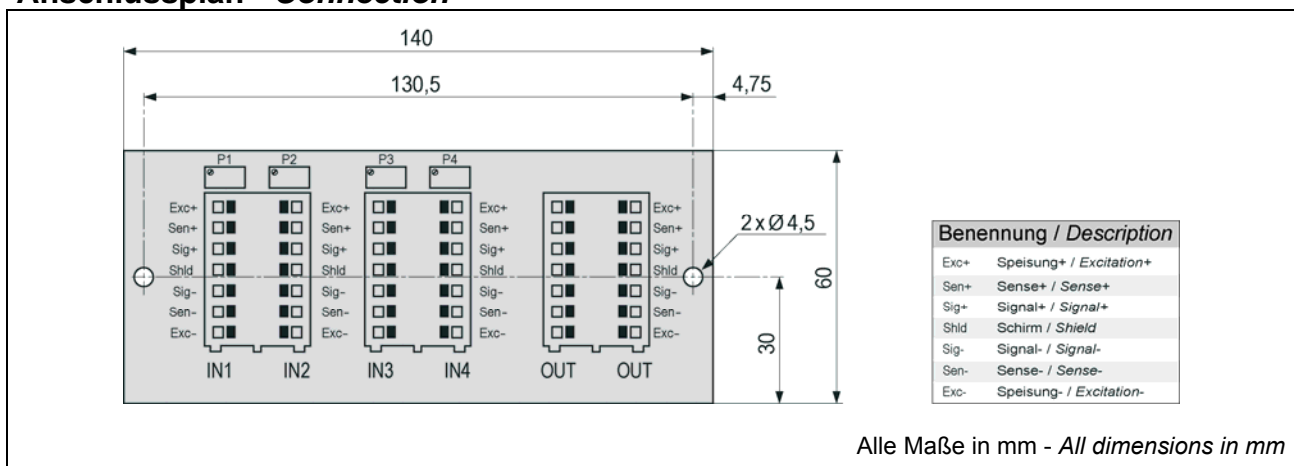 Anschlussplan - Connection
140
130,5
4,75
P1 P2 P3 P4
Exc+ Exc+ Exc+ Exc+
Sen+ Sen+ Sen+ Sen+
Sig+ Sig+ Sig+ Sig+
Shld Shld Shld Shld
Sig- Sig- Sig- Sig-
Sen- Sen- Sen- Sen-
Exc- Exc- Exc- Exc-
IN1 IN2 IN3 IN4 OUT OUT
2 x Ø 4,5
60
30
Benennung / Description
Exc+ Speisung+ / Excitation+
Sen+ Sense+ / Sense+
Sig+ Signal+ / Signal+
Shld Schirm / Shield
Sig- Signal- / Signal-
Sen- Sense- / Sense-
Exc- Speisung- / Excitation-
Alle Maße in mm - All dimensions in mm